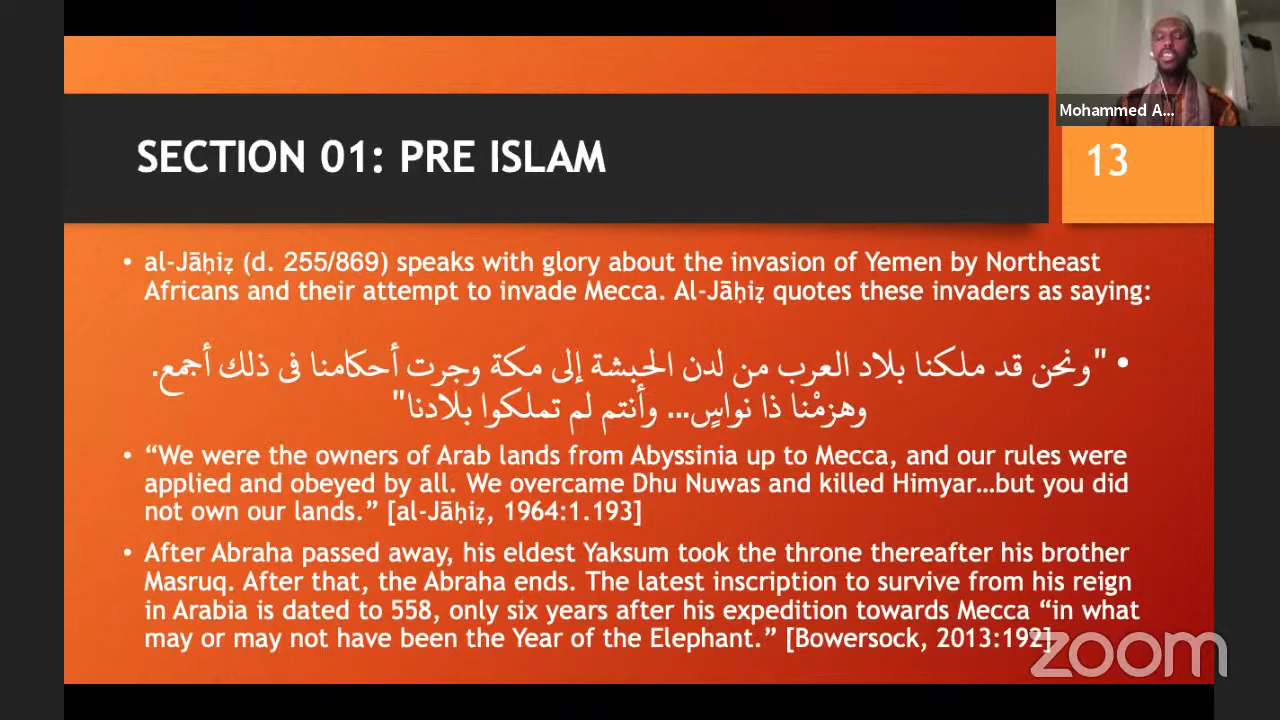 Mohammed A...
SECTION 01: PRE ISLAM
13
• al-Jāḥiẓ (d. 255/869) speaks with glory about the invasion of Yemen by Northeast
Africans and their attempt to invade Mecca. Al-Jāḥiẓ quotes these invaders as saying:
• "ونحن قد ملكنا بلاد العرب من لدن الحبشة إلى مكة وجرت أحكامنا فى ذلك أجمع.
وهزمْنا ذا نواسٍ... وأنتم لم تملكوا بلادنا"
• “We were the owners of Arab lands from Abyssinia up to Mecca, and our rules were
applied and obeyed by all. We overcame Dhu Nuwas and killed Himyar…but you did
not own our lands.” [al-Jāḥiẓ, 1964:1.193]
• After Abraha passed away, his eldest Yaksum took the throne thereafter his brother
Masruq. After that, the Abraha ends. The latest inscription to survive from his reign
in Arabia is dated to 558, only six years after his expedition towards Mecca “in what
may or may not have been the Year of the Elephant.” [Bowersock, 2013:192]
zoom